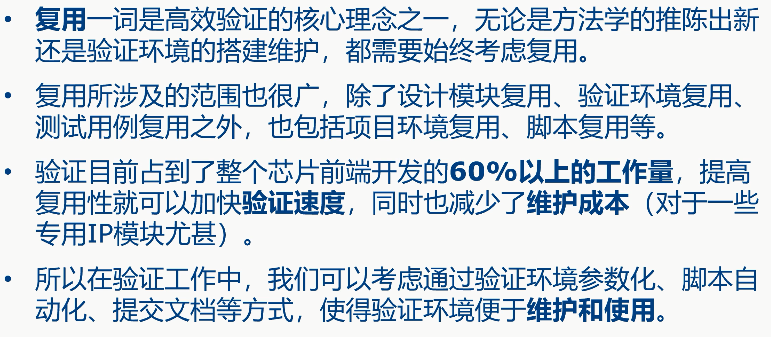 • 复用一词是高效验证的核心理念之一，无论是方法学的推陈出新
还是验证环境的搭建维护，都需要始终考虑复用。
• 复用所涉及的范围也很广，除了设计模块复用、验证环境复用、
测试用例复用之外，也包括项目环境复用、脚本复用等。
• 验证目前占到了整个芯片前端开发的60%以上的工作量，提高
复用性就可以加快验证速度，同时也减少了维护成本（对于一些
专用IP模块尤甚）。
• 所以在验证工作中，我们可以考虑通过验证环境参数化、脚本自
动化、提交文档等方式，使得验证环境便于维护和使用。